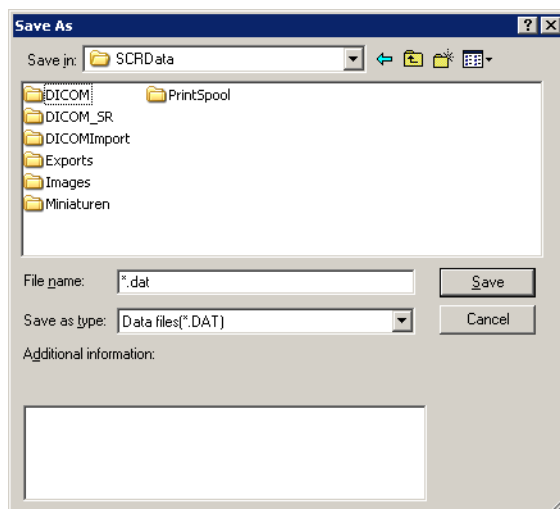 Save As
Save in: SCRData
DICOM PrintSpool
DICOM_SR
DICOMImport
Exports
Images
Miniaturen
File name: *.dat Save
Save as type: Data files(*.DAT) Cancel
Additional information: